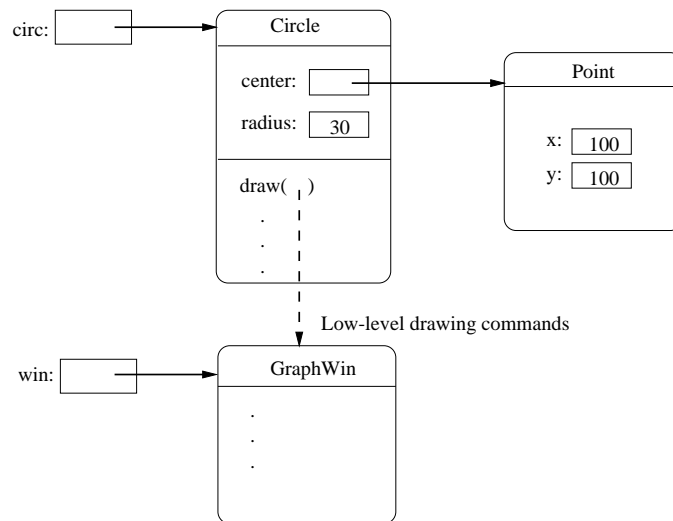 circ:
Circle
center:
radius: 30
draw( )
.
.
.
Point
x: 100
y: 100
Low-level drawing commands
win:
GraphWin
.
.
.